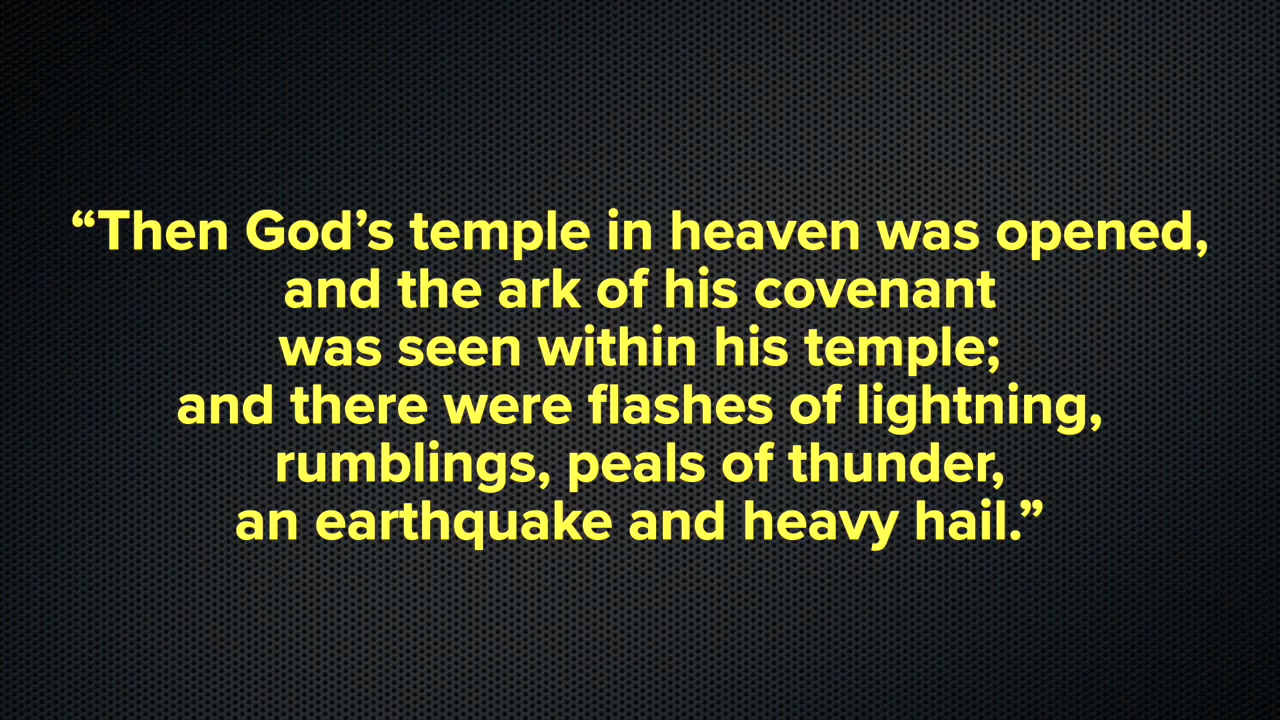 “Then God’s temple in heaven was opened,
and the ark of his covenant
was seen within his temple;
and there were flashes of lightning,
rumblings, peals of thunder,
an earthquake and heavy hail.”